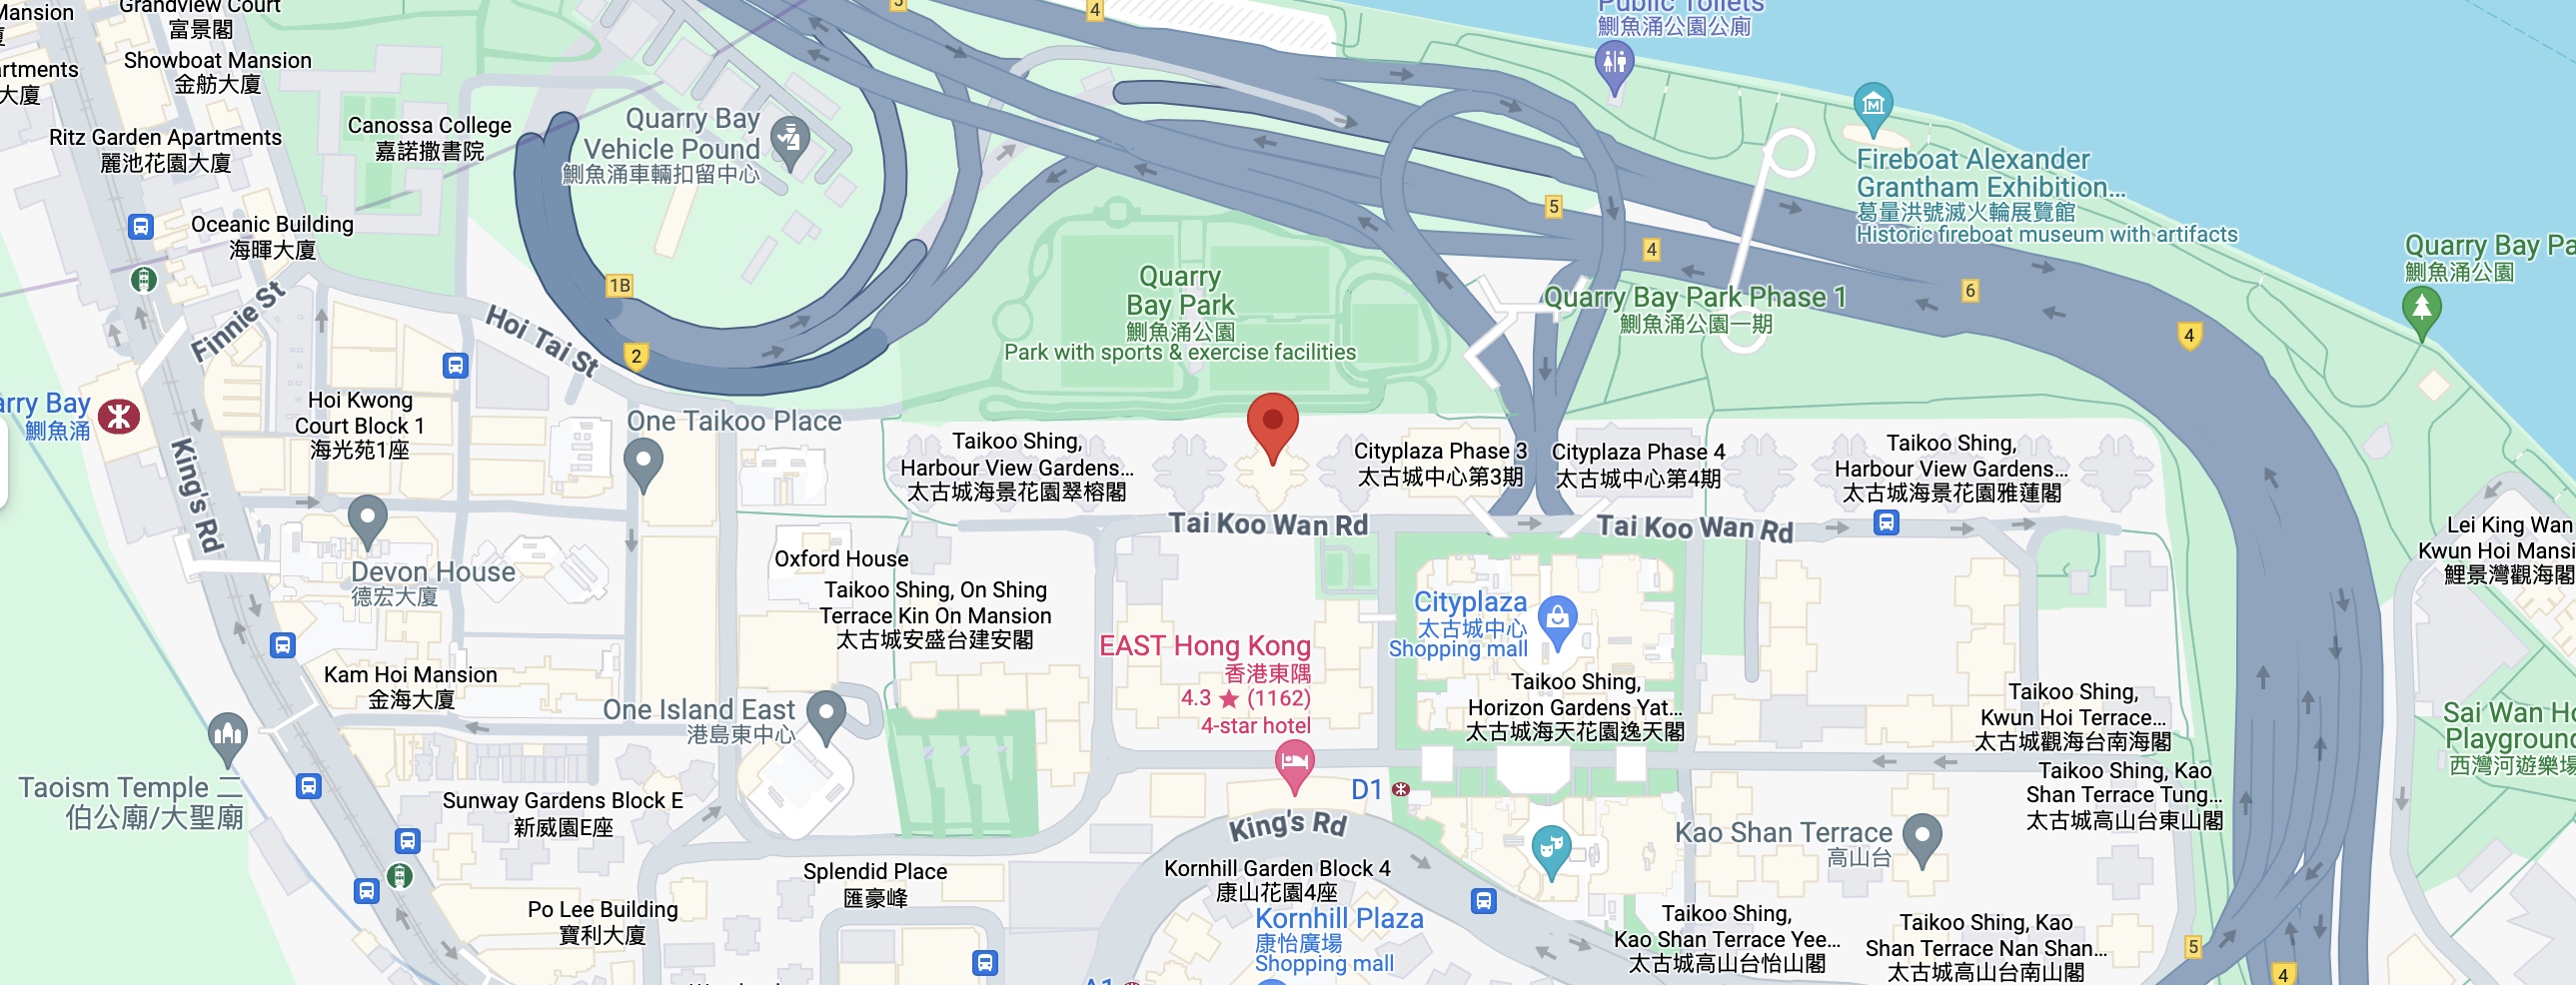 Mansion
Grandview Court
富景閣
Showboat Mansion
金舫大廈
artments
大廈
Ritz Garden Apartments
麗池花園大廈
Canossa College
嘉諾撒書院
Oceanic Building
海暉大廈
Quarry Bay
Vehicle Pound
鰂魚涌車輛扣留中心
3
4
Public Toilets
鰂魚涌公園公廁
Fireboat Alexander
Grantham Exhibition...
葛量洪號滅火輪展覽館
Historic fireboat museum with artifacts
Quarry Bay Pa
鰂魚涌公園
5
4
6
4
1B
2
Quarry
Bay Park
鰂魚涌公園
Park with sports & exercise facilities
Quarry Bay Park Phase 1
鰂魚涌公園一期
Finnie St
Hoi Tai St
arry Bay
鰂魚涌
King's Rd
Hoi Kwong
Court Block 1
海光苑1座
One Taikoo Place
Taikoo Shing,
Harbour View Gardens...
太古城海景花園翠榕閣
Cityplaza Phase 3
太古城中心第3期
Cityplaza Phase 4
太古城中心第4期
Taikoo Shing,
Harbour View Gardens...
太古城海景花園雅蓮閣
Tai Koo Wan Rd
Tai Koo Wan Rd
Lei King Wan
Kwun Hoi Mansi
鯉景灣觀海閣
Devon House
德宏大廈
Oxford House
Taikoo Shing, On Shing
Terrace Kin On Mansion
太古城安盛台建安閣
Cityplaza
太古城中心
Shopping mall
EAST Hong Kong
香港東隅
4.3 ★ (1162)
4-star hotel
Taikoo Shing,
Horizon Gardens Yat...
太古城海天花園逸天閣
Kam Hoi Mansion
金海大廈
One Island East
港島東中心
Taikoo Shing,
Kwun Hoi Terrace...
太古城觀海台南海閣
Sai Wan Ho
Playground
西灣河遊樂場
Taoism Temple 二
伯公廟/大聖廟
Sunway Gardens Block E
新威園E座
D1
King's Rd
Taikoo Shing, Kao
Shan Terrace Tung...
太古城高山台東山閣
Kao Shan Terrace
高山台
Splendid Place
匯豪峰
Kornhill Garden Block 4
康山花園4座
Kornhill Plaza
康怡廣場
Shopping mall
Po Lee Building
寶利大廈
Taikoo Shing,
Kao Shan Terrace Yee...
太古城高山台怡山閣
Taikoo Shing, Kao
Shan Terrace Nan Shan...
太古城高山台南山閣
5
4
A1